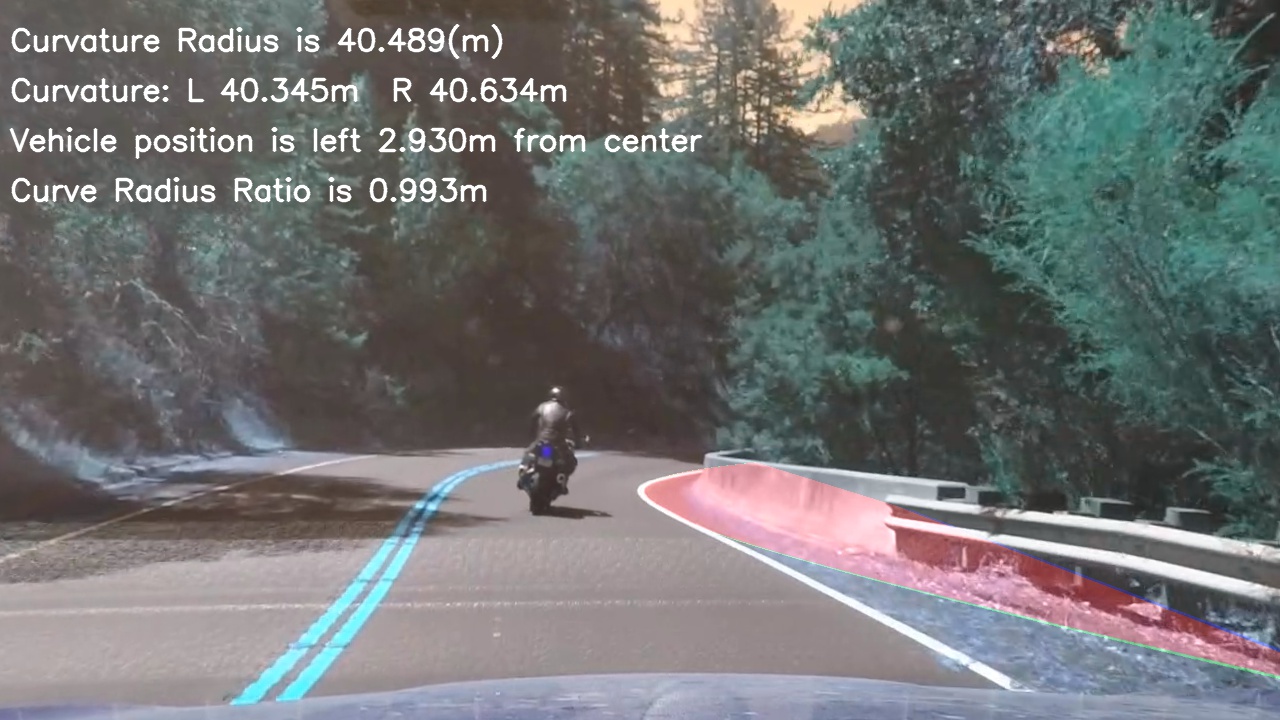 Curvature Radius is 40.489(m)
Curvature: L 40.345m R 40.634m
Vehicle position is left 2.930m from center
Curve Radius Ratio is 0.993m